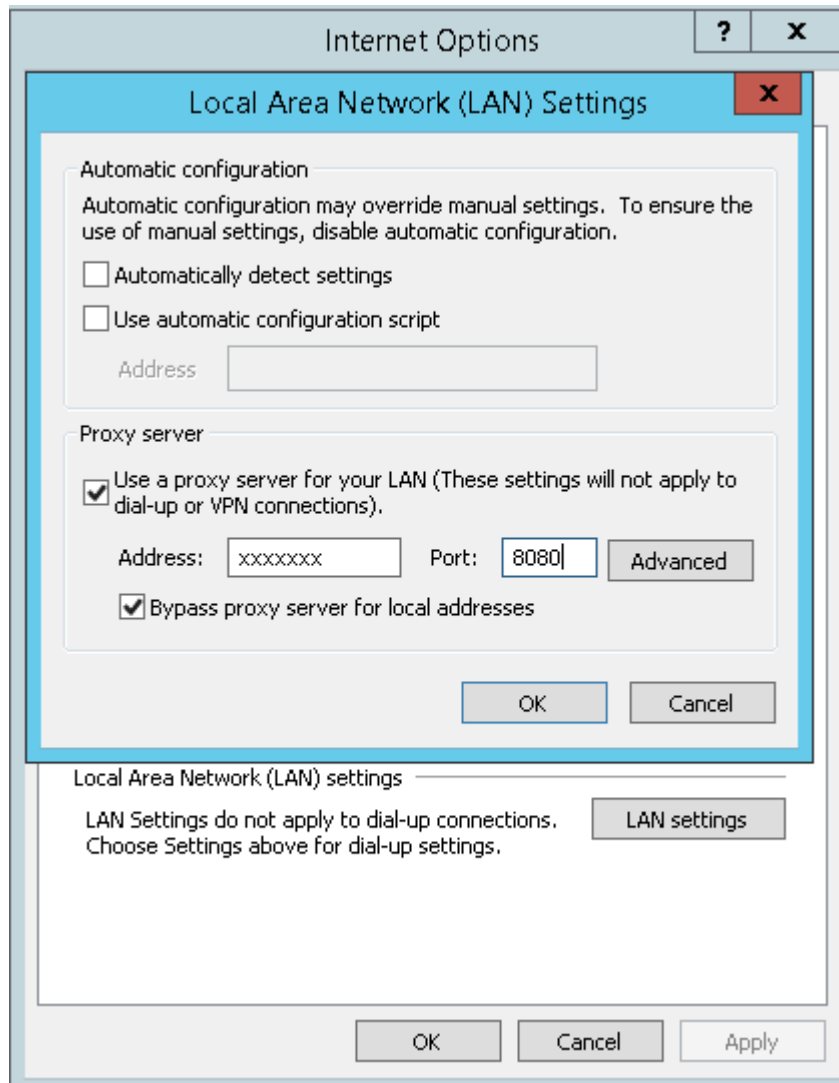 Internet Options
? x
Local Area Network (LAN) Settings
x
Automatic configuration
Automatic configuration may override manual settings. To ensure the
use of manual settings, disable automatic configuration.
Automatically detect settings
Use automatic configuration script
Address
Proxy server
Use a proxy server for your LAN (These settings will not apply to
dial-up or VPN connections).
Address: xxxxxxx Port: 8080 Advanced
Bypass proxy server for local addresses
OK Cancel
Local Area Network (LAN) settings
LAN Settings do not apply to dial-up connections. LAN settings
Choose Settings above for dial-up settings.
OK Cancel Apply